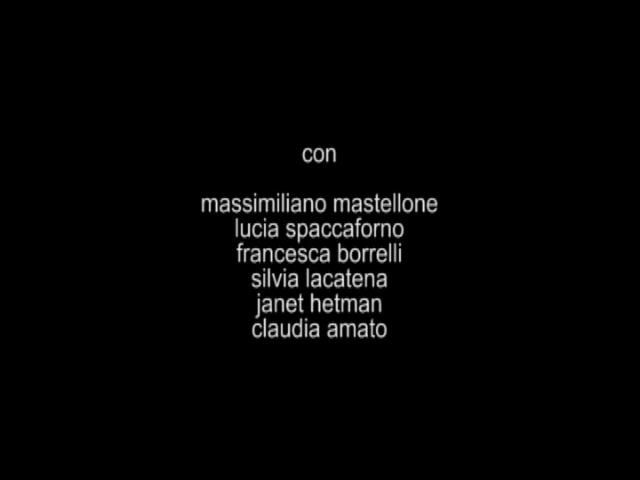 con
massimiliano mastellone
lucia spaccaforno
francesca borrelli
silvia lacatena
janet hetman
claudia amato